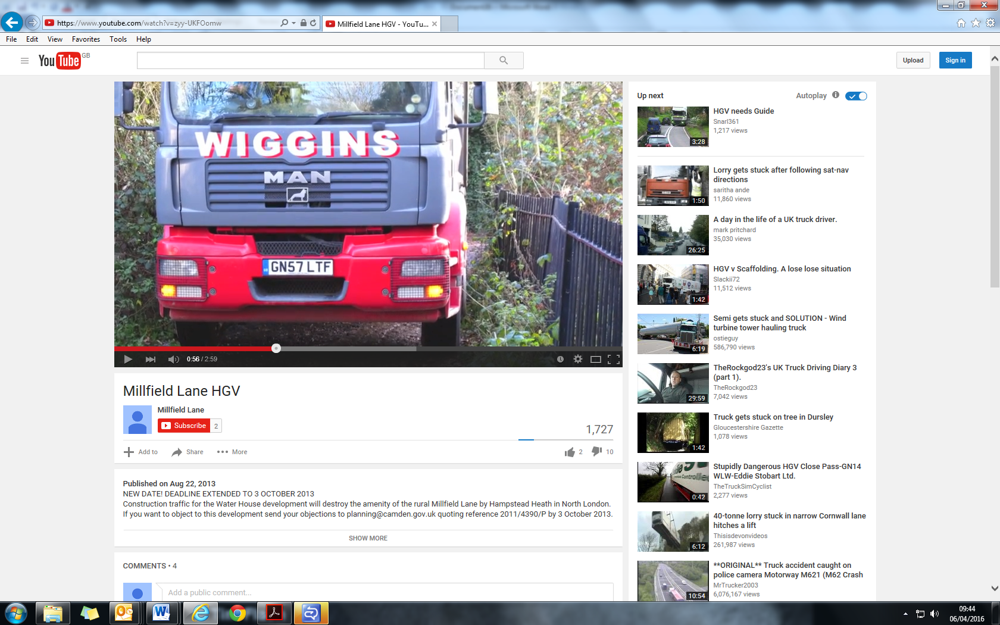 https://www.youtube.com/watch?v=zyy-UKFOomw
Millfield Lane HGV - YouTu...
File Edit View Favorites Tools Help
YouTube GB
Upload
Sign in
WIGGINS
MAN
GN57 LTF
0:56 / 2:59
Millfield Lane HGV
Millfield Lane
Subscribe 2
1,727
Add to Share More
2 10
Published on Aug 22, 2013
NEW DATE! DEADLINE EXTENDED TO 3 OCTOBER 2013
Construction traffic for the Water House development will destroy the amenity of the rural Millfield Lane by Hampstead Heath in North London.
If you want to object to this development send your objections to planning@camden.gov.uk quoting reference 2011/4390/P by 3 October 2013.
SHOW MORE
COMMENTS • 4
Add a public comment...
Up next
Autoplay
HGV needs Guide
Snarl361
1,217 views
3:28
Lorry gets stuck after following sat-nav
directions
saritha ande
11,860 views
1:50
A day in the life of a UK truck driver.
mark pritchard
35,030 views
26:25
HGV v Scaffolding. A lose lose situation
Slackii72
11,512 views
1:42
Semi gets stuck and SOLUTION - Wind
turbine tower hauling truck
ostieguy
586,790 views
6:19
TheRockgod23's UK Truck Driving Diary 3
(part 1).
TheRockgod23
7,042 views
29:59
Truck gets stuck on tree in Dursley
Gloucestershire Gazette
1,078 views
1:42
Stupidly Dangerous HGV Close Pass-GN14
WLW-Eddie Stobart Ltd.
TheTruckSimCyclist
2,277 views
0:42
40-tonne lorry stuck in narrow Cornwall lane
hitches a lift
Thisisdevonvideos
261,987 views
6:12
**ORIGINAL** Truck accident caught on
police camera Motorway M621 (M62 Crash
MrTrucker2003
6,076,167 views
10:54
09:44
06/04/2016